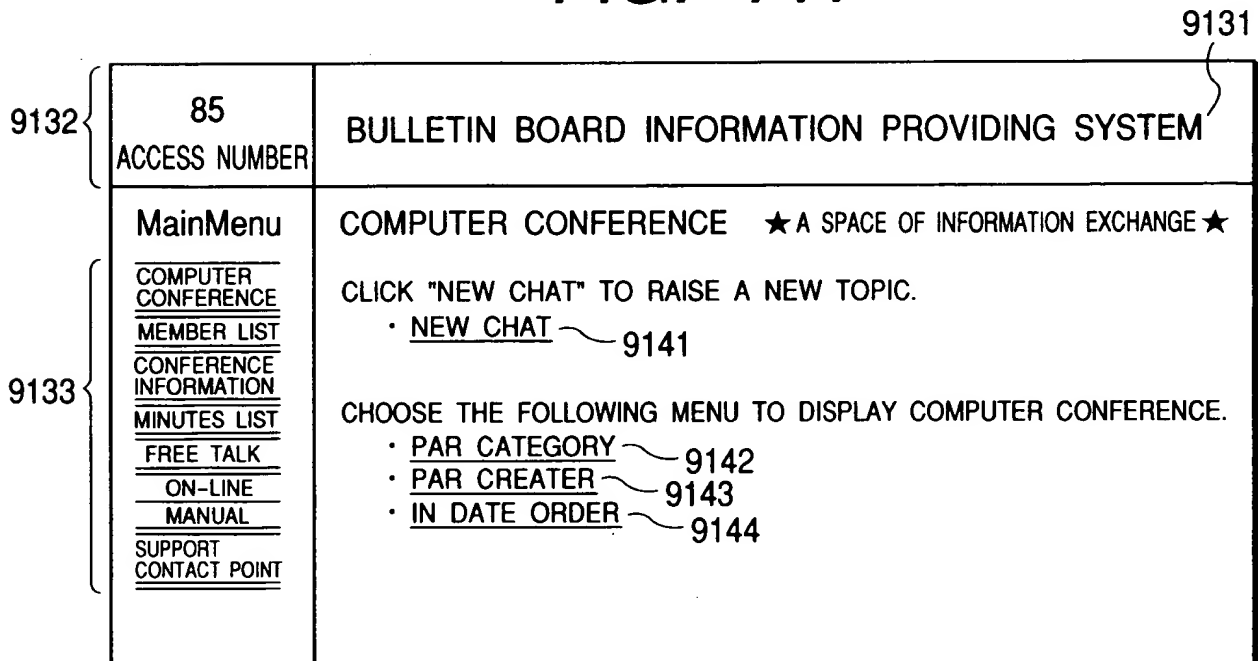 9131
9132
85
ACCESS NUMBER
BULLETIN BOARD INFORMATION PROVIDING SYSTEM
MainMenu
COMPUTER CONFERENCE ★ A SPACE OF INFORMATION EXCHANGE ★
9133
COMPUTER
CONFERENCE
MEMBER LIST
CONFERENCE
INFORMATION
MINUTES LIST
FREE TALK
ON-LINE
MANUAL
SUPPORT
CONTACT POINT
CLICK "NEW CHAT" TO RAISE A NEW TOPIC.
· NEW CHAT 9141
CHOOSE THE FOLLOWING MENU TO DISPLAY COMPUTER CONFERENCE.
· PAR CATEGORY 9142
· PAR CREATER 9143
· IN DATE ORDER 9144